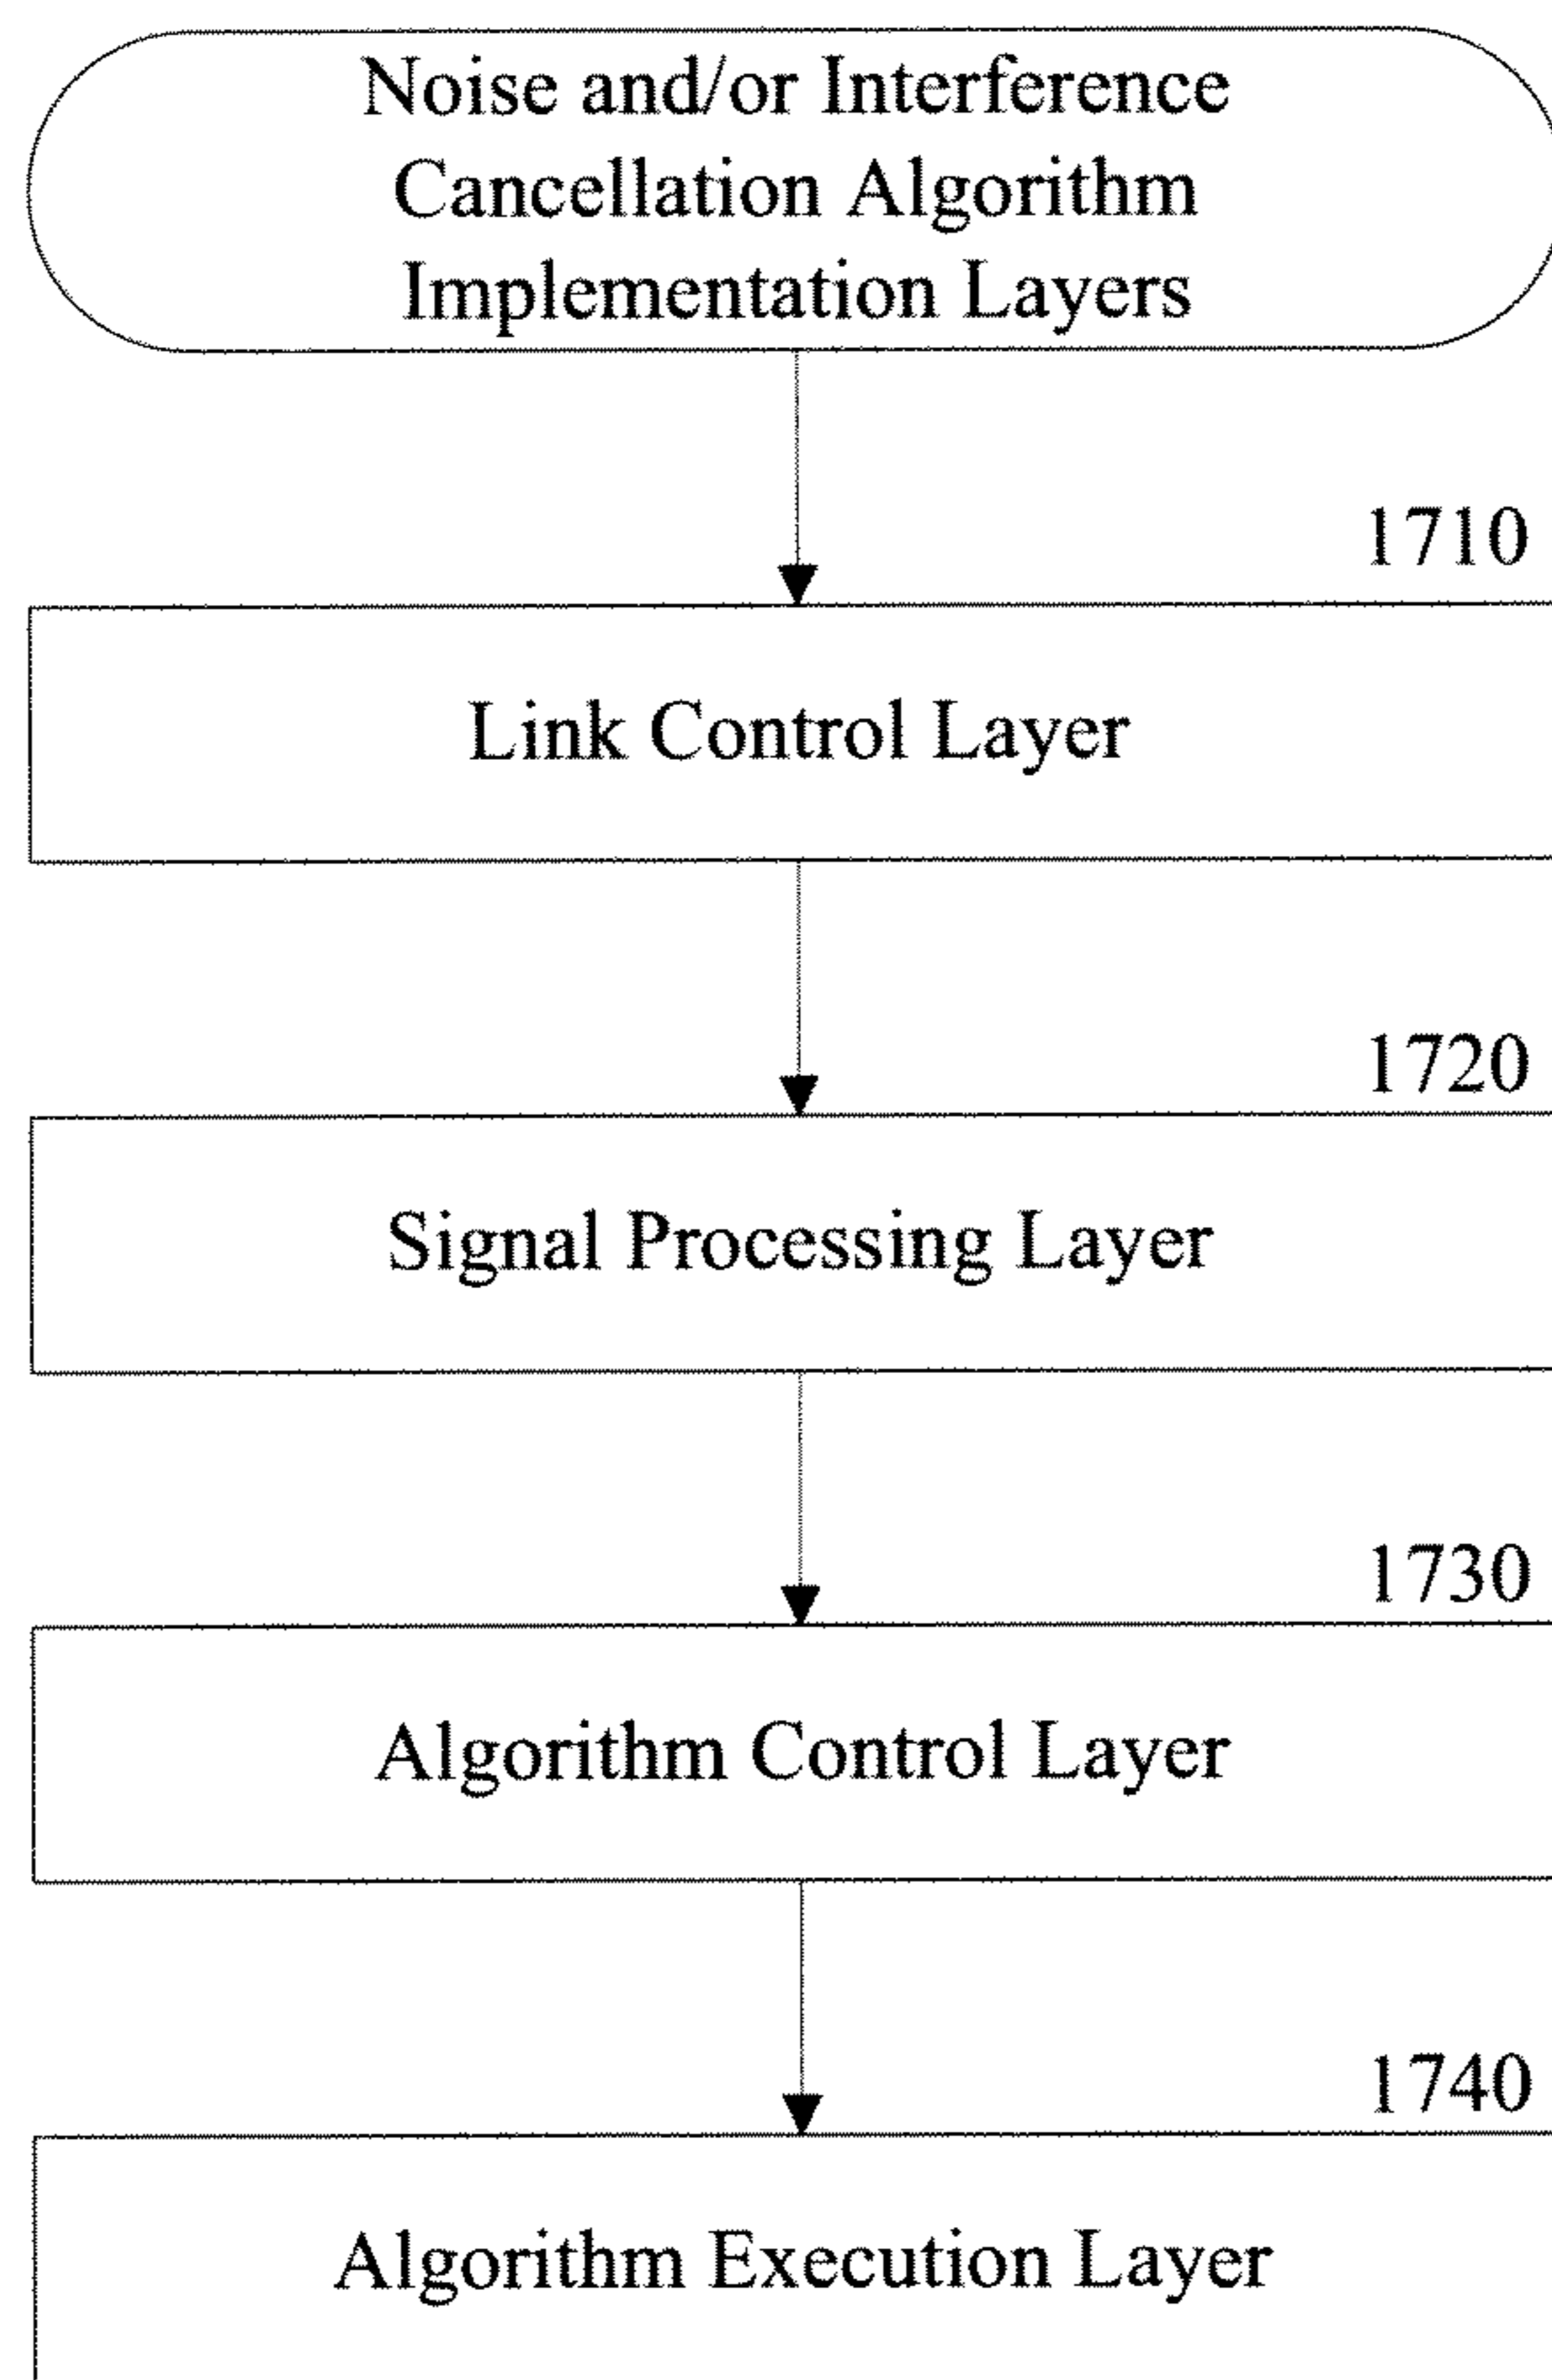 Noise and/or Interference
Cancellation Algorithm
Implementation Layers
1710
Link Control Layer
1720
Signal Processing Layer
1730
Algorithm Control Layer
1740
Algorithm Execution Layer